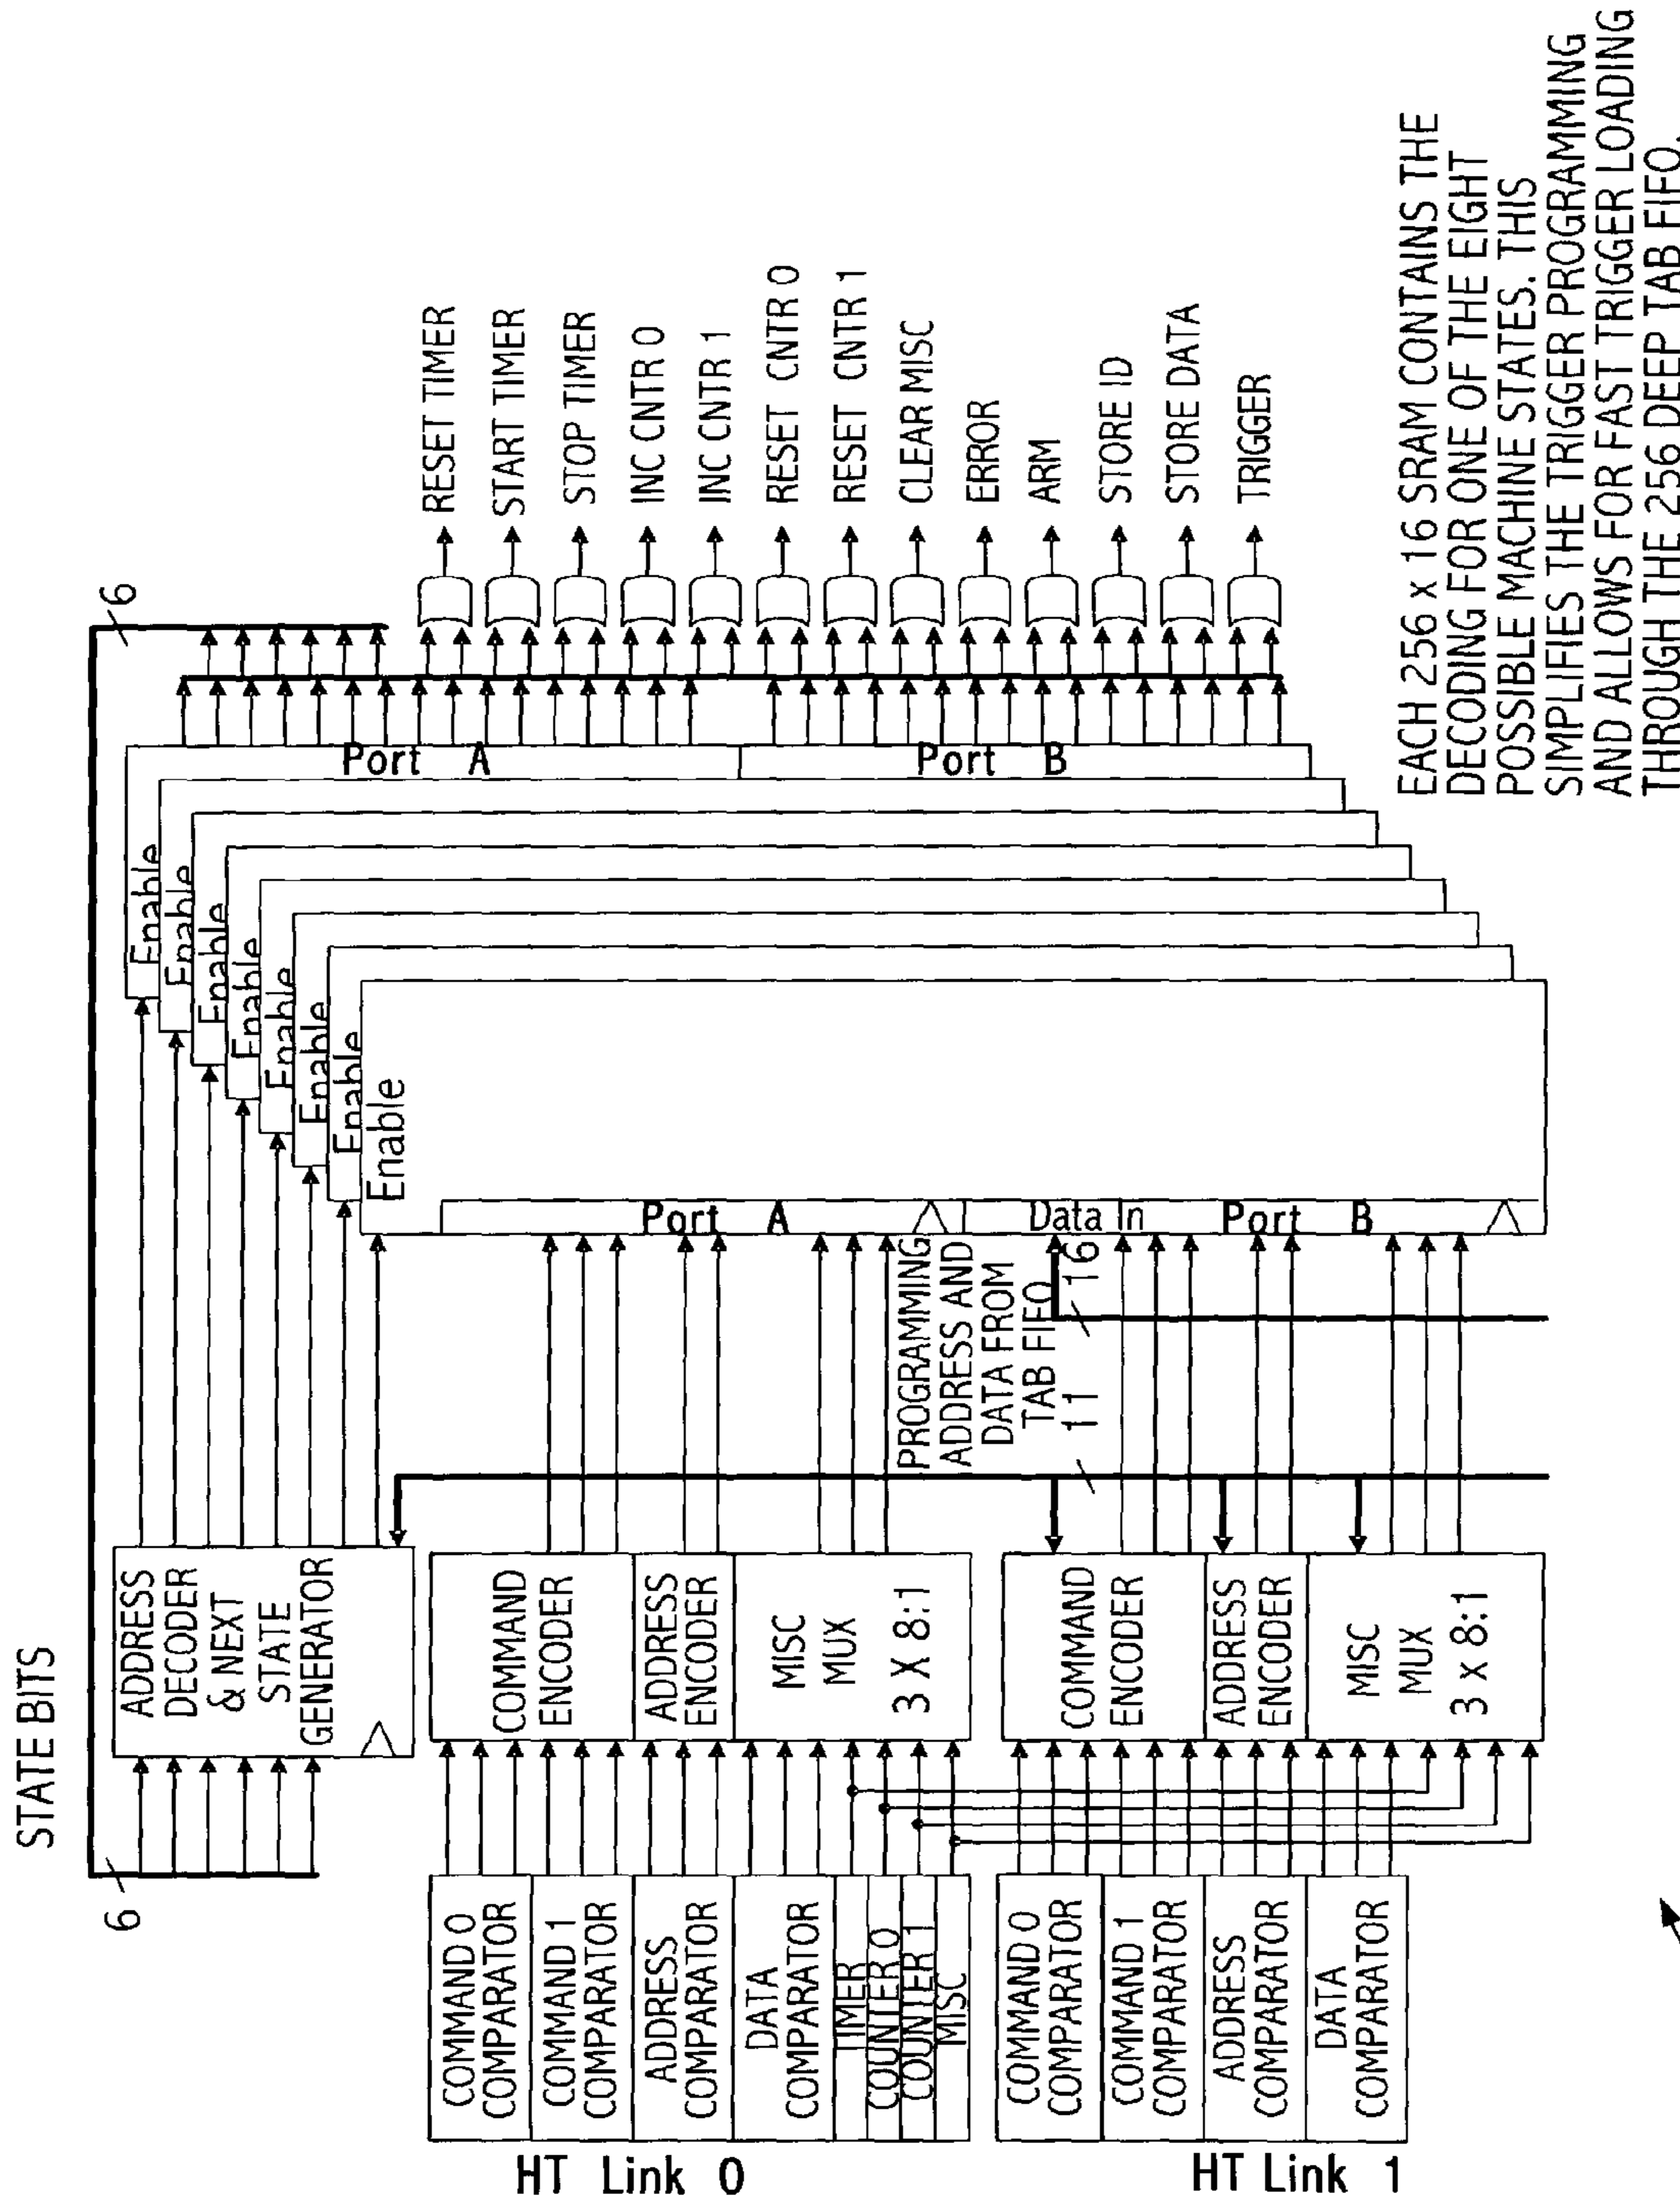 STATE BITS
6
6
ADDRESS
DECODER
& NEXT
STATE
GENERATOR
Enable
Enable
Enable
Enable
Enable
Enable
Enable
Enable
Port A
Port B
HT Link 0
COMMAND 0
COMPARATOR
COMMAND 1
COMPARATOR
ADDRESS
COMPARATOR
DATA
COMPARATOR
TIMER
COUNTER 0
COUNTER 1
MISC
COMMAND
ENCODER
ADDRESS
ENCODER
MISC
MUX
3 X 8:1
Port A
PROGRAMMING
ADDRESS AND
DATA FROM
TAB FIFO
11
16
HT Link 1
COMMAND 0
COMPARATOR
COMMAND 1
COMPARATOR
ADDRESS
COMPARATOR
DATA
COMPARATOR
COMMAND
ENCODER
ADDRESS
ENCODER
MISC
MUX
3 x 8:1
Data In
Port B
RESET TIMER
START TIMER
STOP TIMER
INC CNTR 0
INC CNTR 1
RESET CNTR 0
RESET CNTR 1
CLEAR MISC
ERROR
ARM
STORE ID
STORE DATA
TRIGGER
EACH 256 x 16 SRAM CONTAINS THE
DECODING FOR ONE OF THE EIGHT
POSSIBLE MACHINE STATES. THIS
SIMPLIFIES THE TRIGGER PROGRAMMING
AND ALLOWS FOR FAST TRIGGER LOADING
THROUGH THE 256 DEEP TAB FIFO.